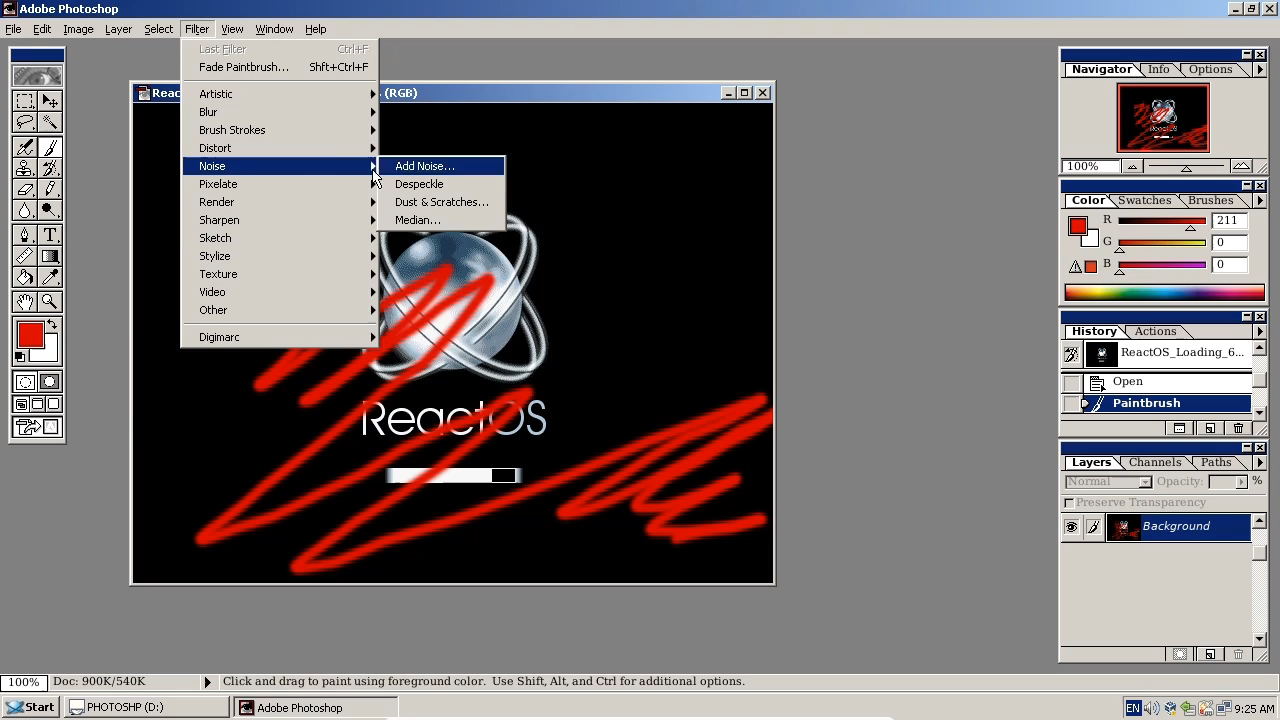 Adobe Photoshop
File Edit Image Layer Select Filter View Window Help
Last Filter Ctrl+F
Fade Paintbrush... Shft+Ctrl+F
Artistic
Blur
Brush Strokes
Distort
Noise
Pixelate
Render
Sharpen
Sketch
Stylize
Texture
Video
Other
Digimarc
Add Noise...
Despeckle
Dust & Scratches...
Median...
(RGB)
ReactOS
Navigator Info Options
100%
Color Swatches Brushes
R 211
G 0
B 0
History Actions
ReactOS_Loading_6...
Open
Paintbrush
Layers Channels Paths
Normal Opacity: %
Preserve Transparency
Background
100% Doc: 900K/540K Click and drag to paint using foreground color. Use Shift, Alt, and Ctrl for additional options.
Start PHOTOSHP (D:) Adobe Photoshop EN 9:25 AM